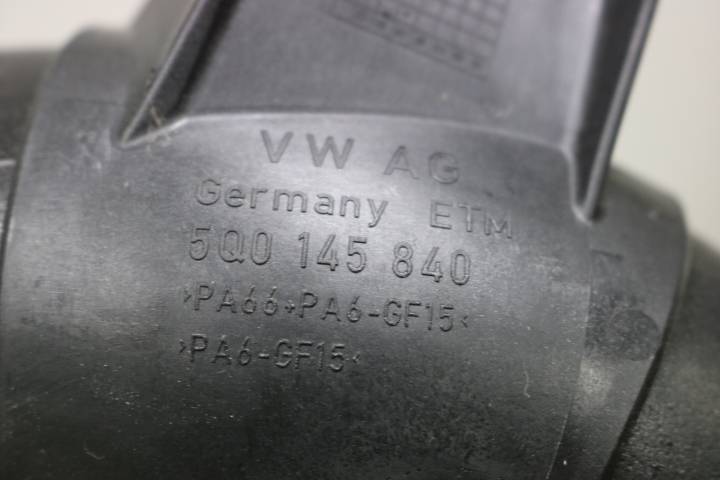 VW AG
Germany ETM
5Q0 145 840
>PA66+PA6-GF15<
>PA6-GF15<